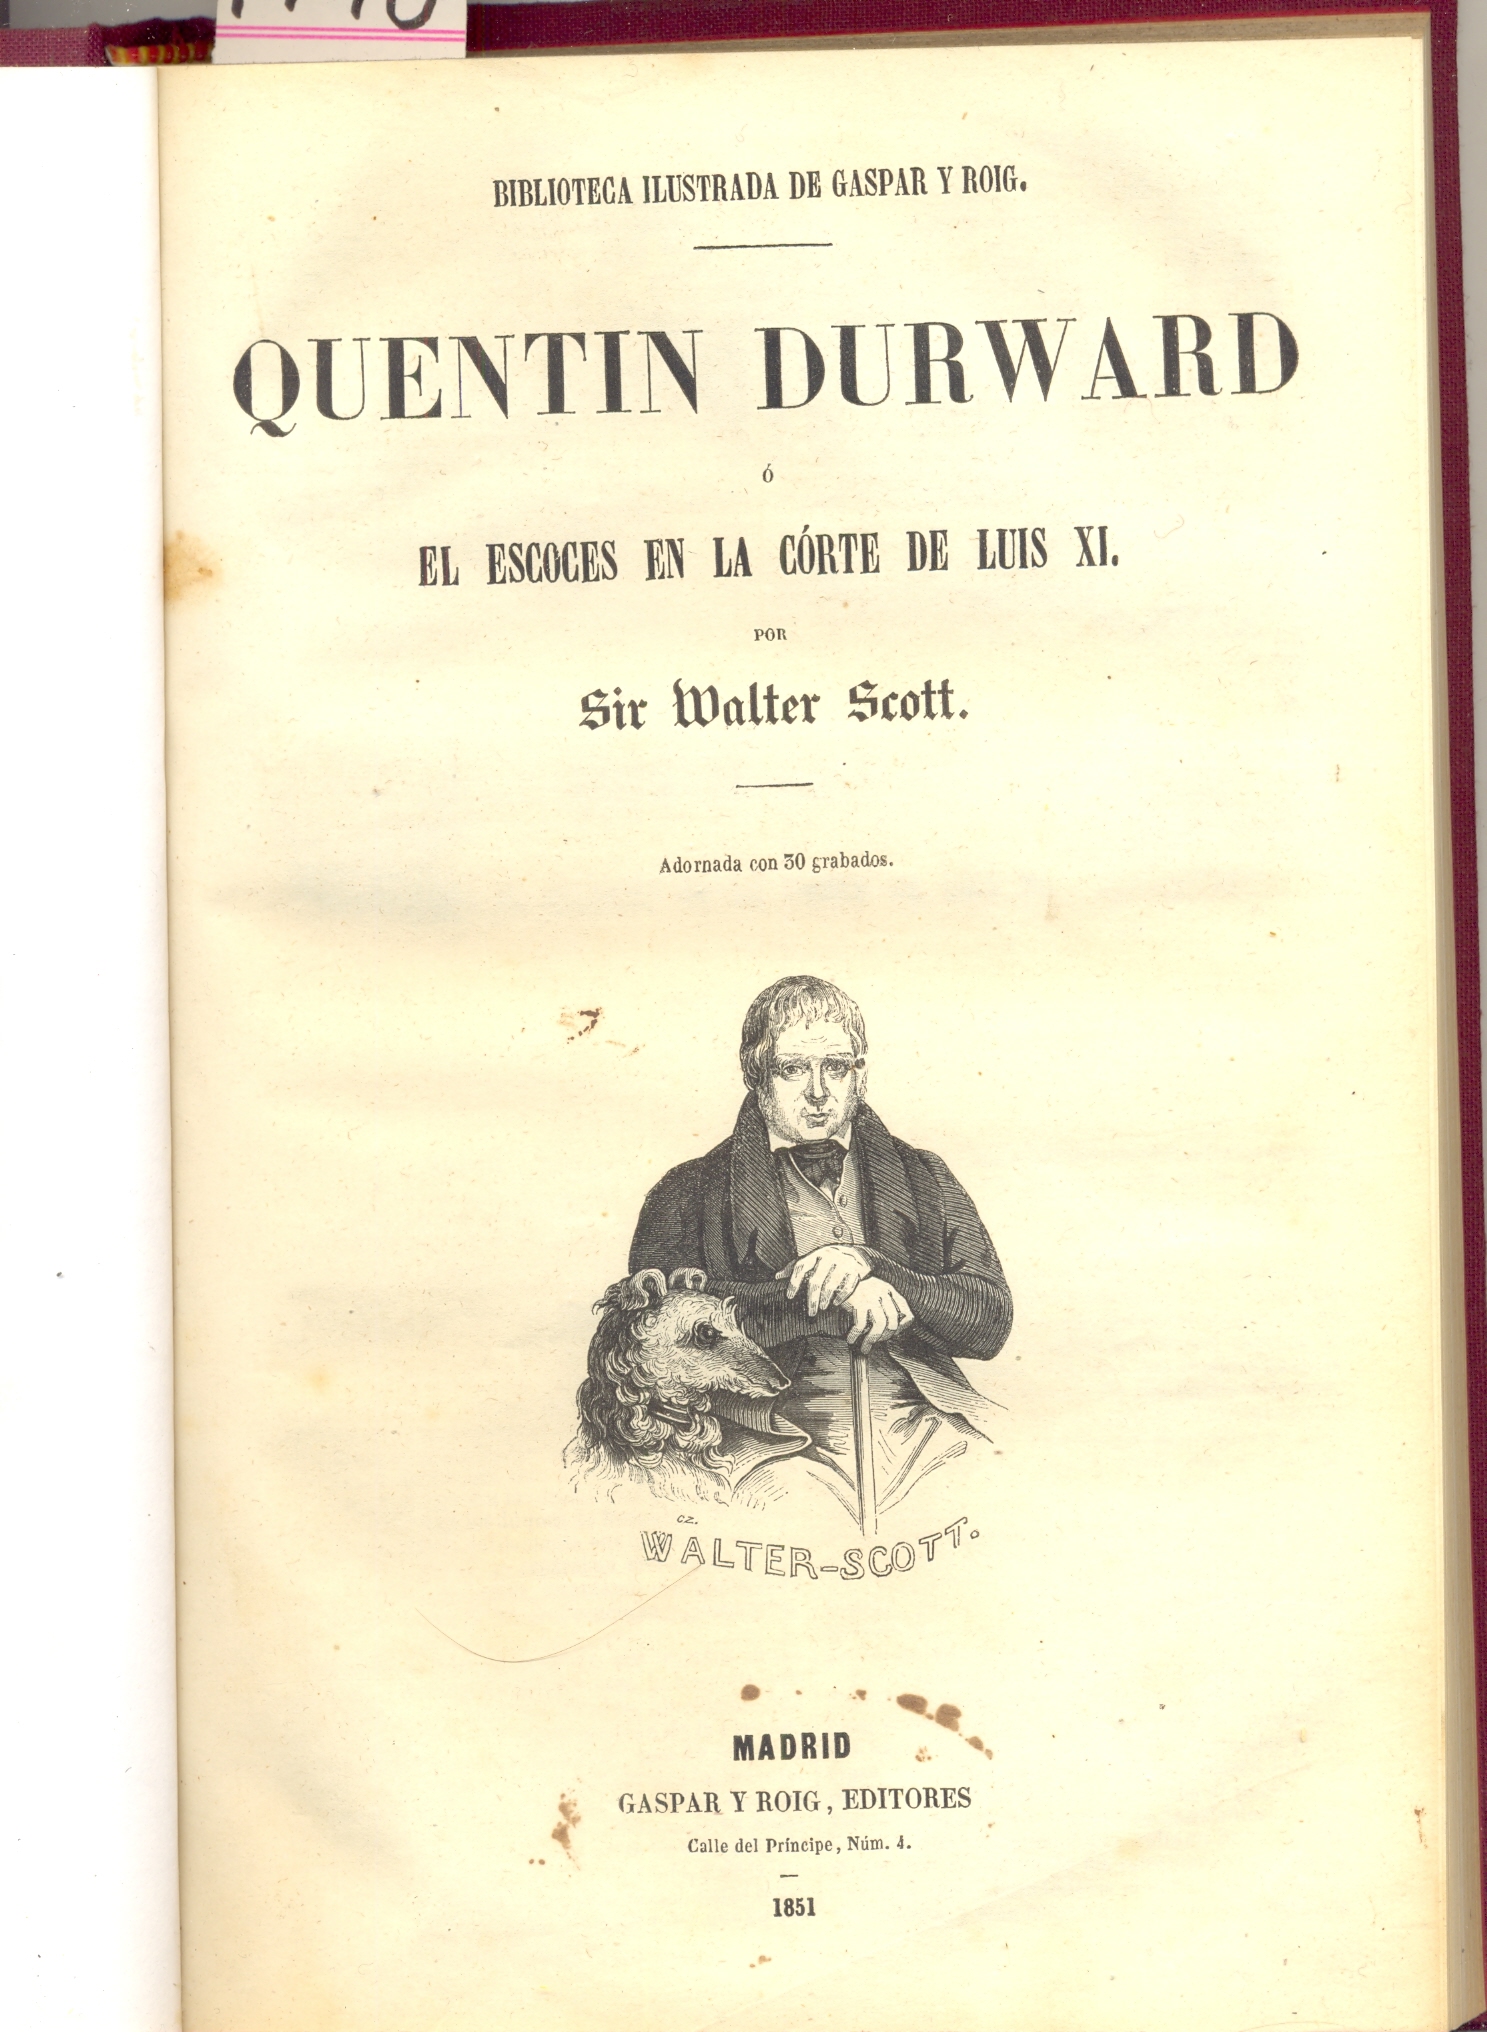 BIBLIOTECA ILUSTRADA DE GASPAR Y ROIG.
QUENTIN DURWARD
ó
EL ESCOCES EN LA CÓRTE DE LUIS XI.
POR
Sir Walter Scott.
Adornada con 30 grabados.
CZ.
WALTER-SCOTT.
MADRID
GASPAR Y ROIG, EDITORES
Calle del Príncipe, Núm. 4.
1851